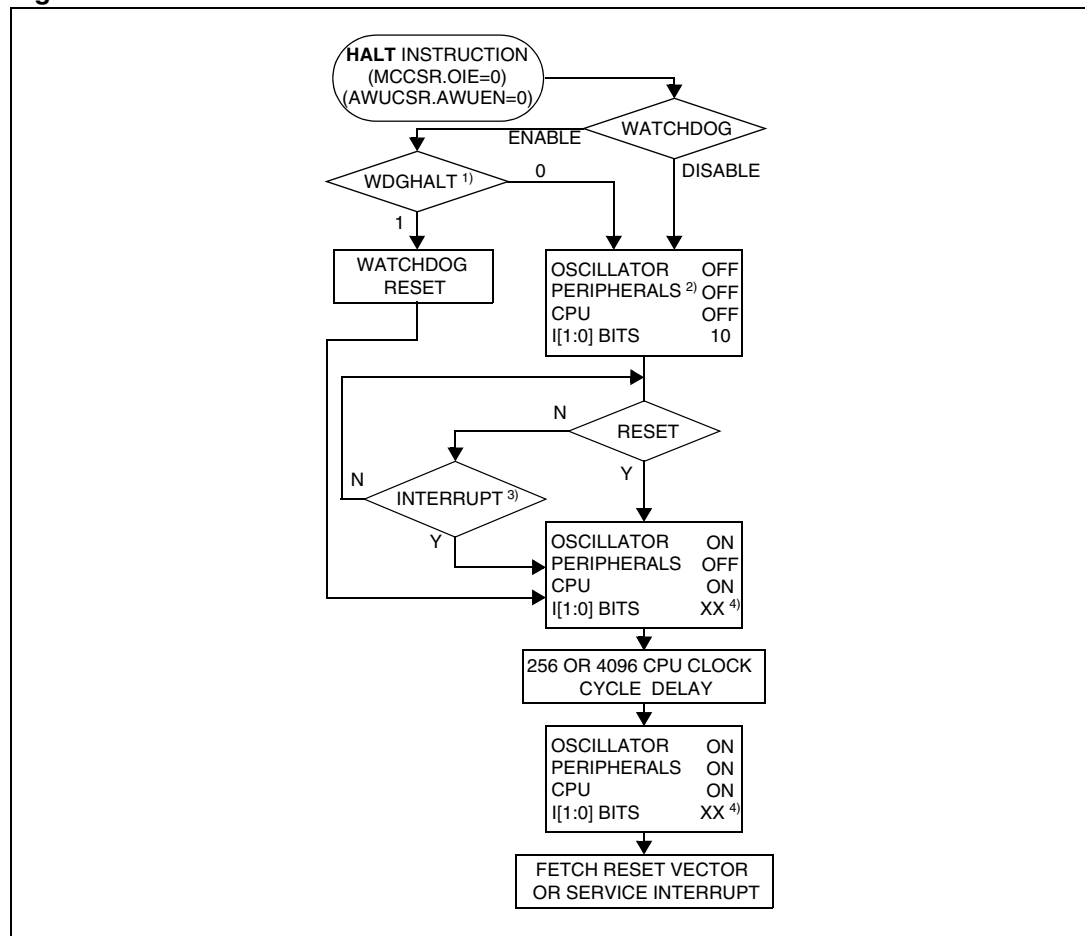 HALT INSTRUCTION
(MCCSR.OIE=0)
(AWUCSR.AWUEN=0)
WATCHDOG
ENABLE
DISABLE
WDGHALT 1)
0
1
WATCHDOG
RESET
OSCILLATOR OFF
PERIPHERALS 2) OFF
CPU OFF
I[1:0] BITS 10
N
RESET
Y
N
INTERRUPT 3)
Y
OSCILLATOR ON
PERIPHERALS OFF
CPU ON
I[1:0] BITS XX 4)
256 OR 4096 CPU CLOCK
CYCLE DELAY
OSCILLATOR ON
PERIPHERALS ON
CPU ON
I[1:0] BITS XX 4)
FETCH RESET VECTOR
OR SERVICE INTERRUPT